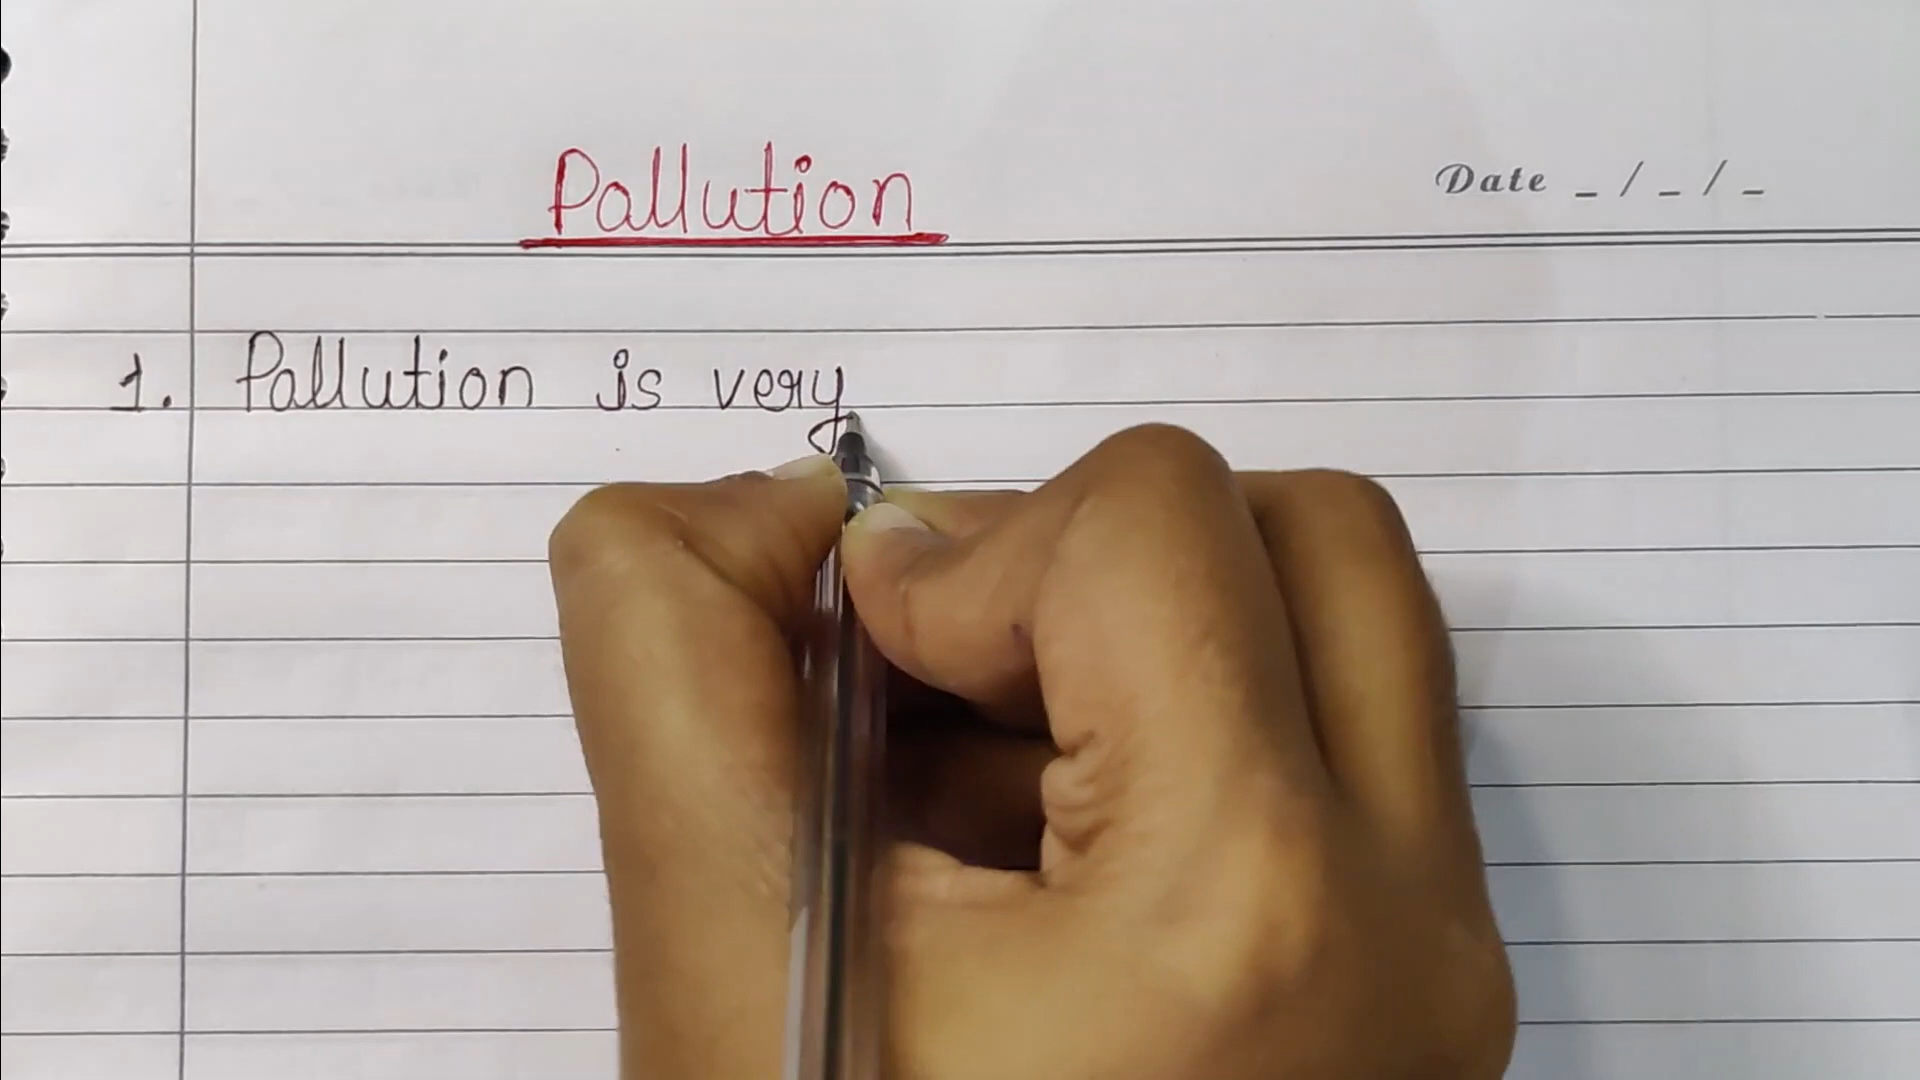 Pallution
Date _ / _ / _
1. Pallution is very